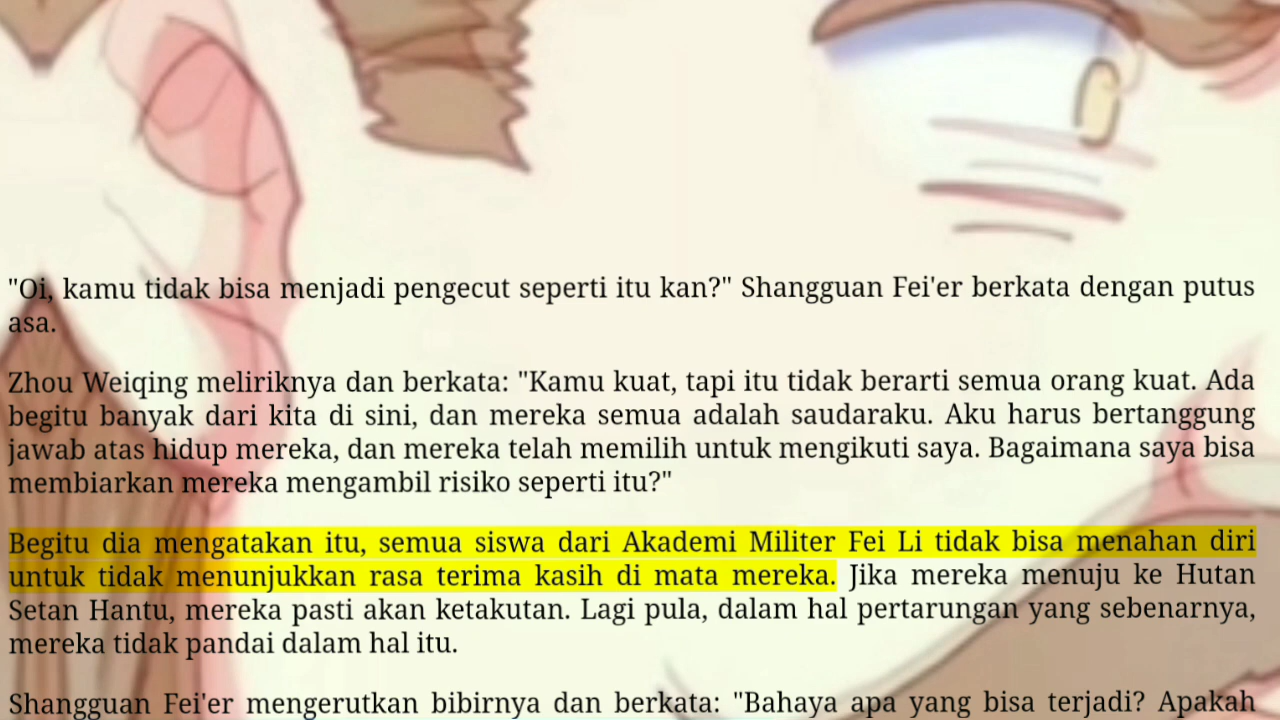 "Oi, kamu tidak bisa menjadi pengecut seperti itu kan?" Shangguan Fei'er berkata dengan putus
asa.
Zhou Weiqing meliriknya dan berkata: "Kamu kuat, tapi itu tidak berarti semua orang kuat. Ada
begitu banyak dari kita di sini, dan mereka semua adalah saudaraku. Aku harus bertanggung
jawab atas hidup mereka, dan mereka telah memilih untuk mengikuti saya. Bagaimana saya bisa
membiarkan mereka mengambil risiko seperti itu?"
Begitu dia mengatakan itu, semua siswa dari Akademi Militer Fei Li tidak bisa menahan diri
untuk tidak menunjukkan rasa terima kasih di mata mereka. Jika mereka menuju ke Hutan
Setan Hantu, mereka pasti akan ketakutan. Lagi pula, dalam hal pertarungan yang sebenarnya,
mereka tidak pandai dalam hal itu.
Shangguan Fei'er mengerutkan bibirnya dan berkata: "Bahaya apa yang bisa terjadi? Apakah